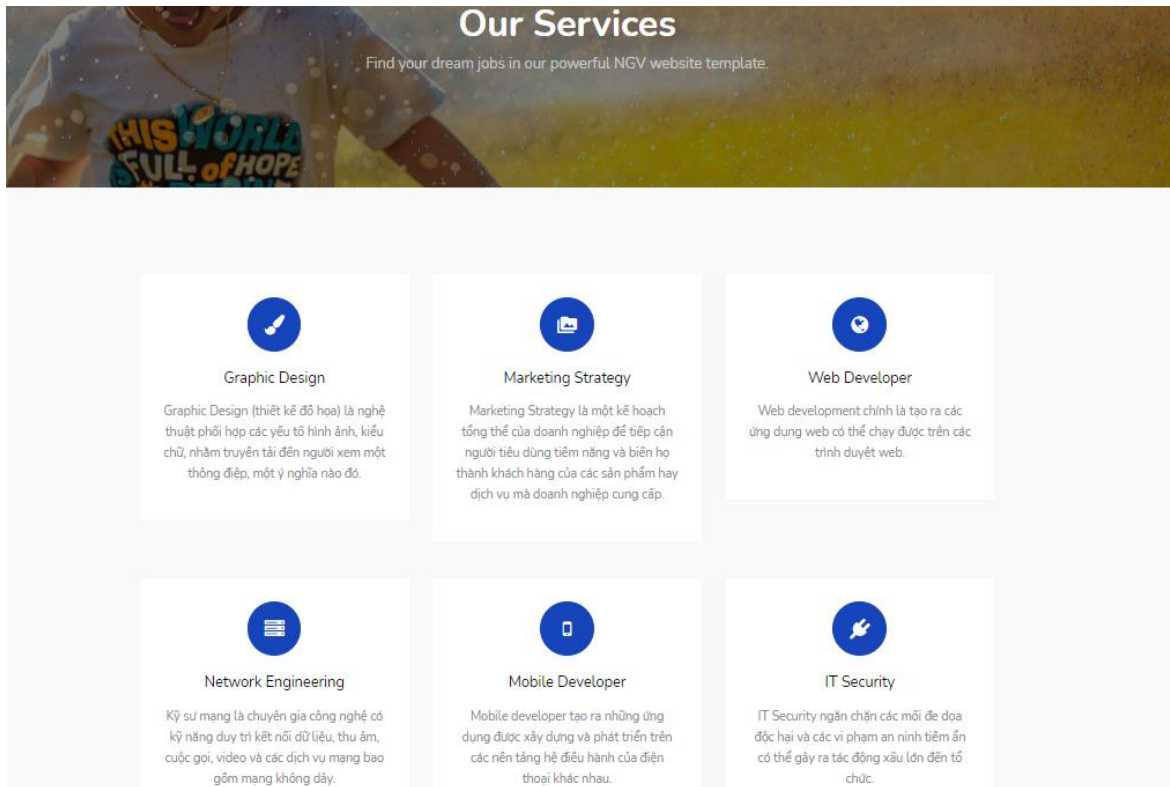 Our Services
Find your dream jobs in our powerful NGV website template.
THIS WORLD
FULL OF HOPE
Graphic Design
Graphic Design (thiết kế đồ họa) là nghệ
thuật phối hợp các yếu tố hình ảnh, kiểu
chữ, nhằm truyền tải đến người xem một
thông điệp, một ý nghĩa nào đó.
Marketing Strategy
Marketing Strategy là một kế hoạch
tổng thể của doanh nghiệp để tiếp cận
người tiêu dùng tiềm năng và biến họ
thành khách hàng của các sản phẩm hay
dịch vụ mà doanh nghiệp cung cấp.
Web Developer
Web development chính là tạo ra các
ứng dụng web có thể chạy được trên các
trình duyệt web.
Network Engineering
Kỹ sư mạng là chuyên gia công nghệ có
kỹ năng duy trì kết nối dữ liệu, thu âm,
cuộc gọi, video và các dịch vụ mạng bao
gồm mạng không dây.
Mobile Developer
Mobile developer tạo ra những ứng
dụng được xây dựng và phát triển trên
các nền tảng hệ điều hành của điện
thoại khác nhau.
IT Security
IT Security ngăn chặn các mối đe dọa
độc hại và các vi phạm an ninh tiềm ẩn
có thể gây ra tác động xấu lớn đến tổ
chức.